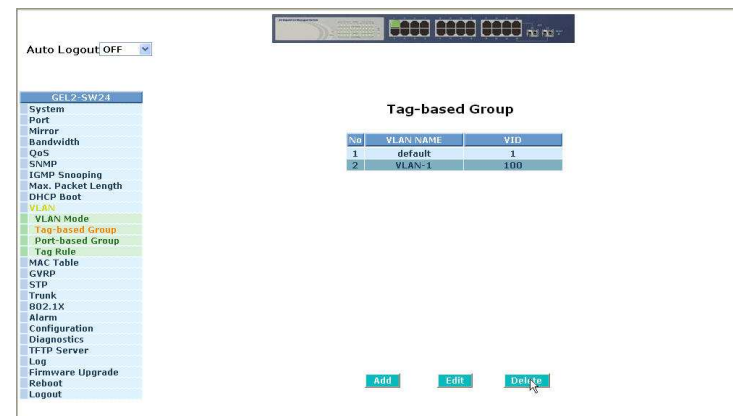 Auto Logout OFF
GEL2-SW24
System
Port
Mirror
Bandwidth
QoS
SNMP
IGMP Snooping
Max. Packet Length
DHCP Boot
VLAN
VLAN Mode
Tag-based Group
Port-based Group
Tag Rule
MAC Table
GVRP
STP
Trunk
802.1X
Alarm
Configuration
Diagnostics
TFTP Server
Log
Firmware Upgrade
Reboot
Logout
Tag-based Group
No VLAN NAME VID
1 default 1
2 VLAN-1 100
Add Edit Delete